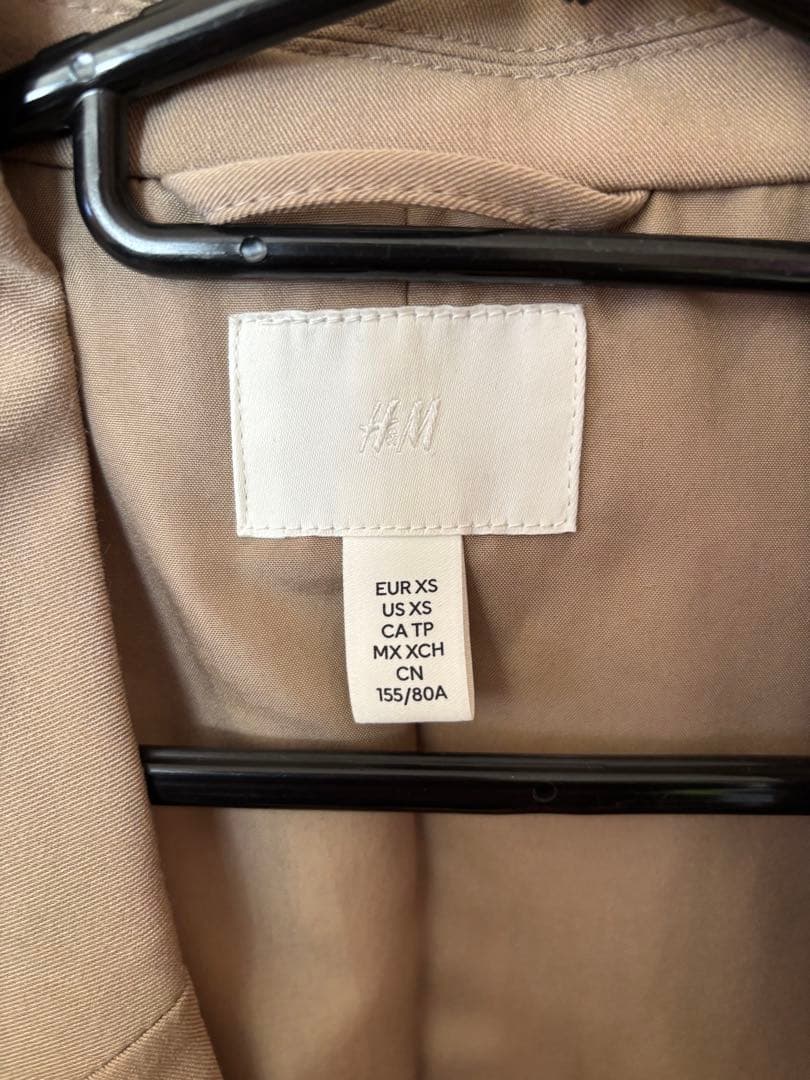 H&M
EUR XS
US XS
CA TP
MX XCH
CN
155/80A